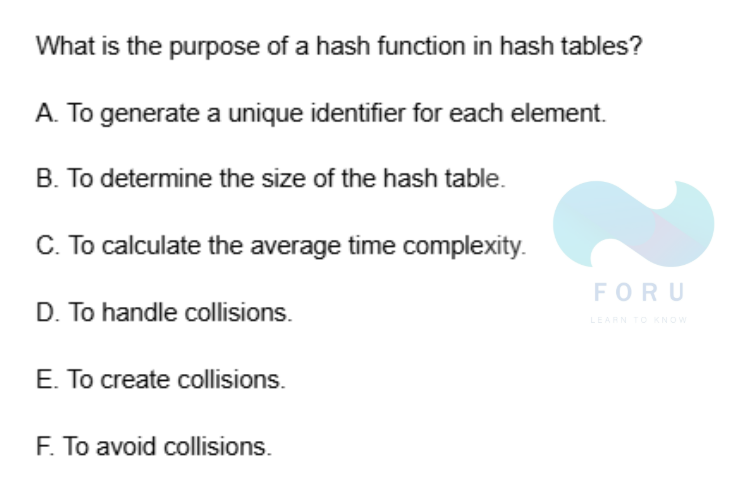 What is the purpose of a hash function in hash tables?
A. To generate a unique identifier for each element.
B. To determine the size of the hash table.
C. To calculate the average time complexity.
D. To handle collisions.
E. To create collisions.
F. To avoid collisions.
FORU
LEARN TO KNOW